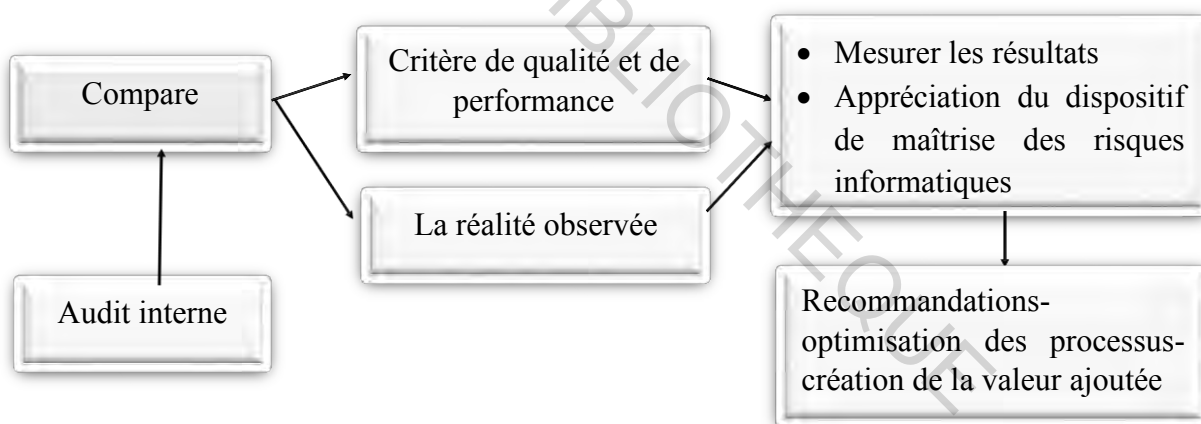 Compare
Critère de qualité et de
performance
• Mesurer les résultats
• Appréciation du dispositif
de maîtrise des risques
informatiques
La réalité observée
Audit interne
Recommandations-
optimisation des processus-
création de la valeur ajoutée
BLIOTHEQUE